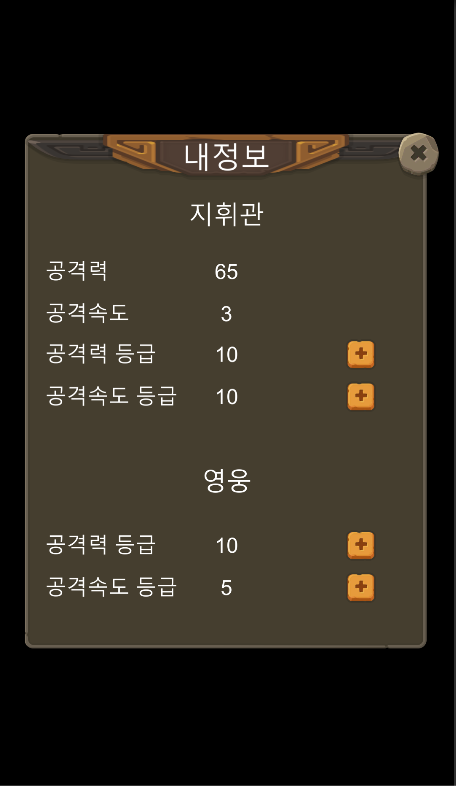 내정보
지휘관
공격력 65
공격속도 3
공격력 등급 10
공격속도 등급 10
영웅
공격력 등급 10
공격속도 등급 5